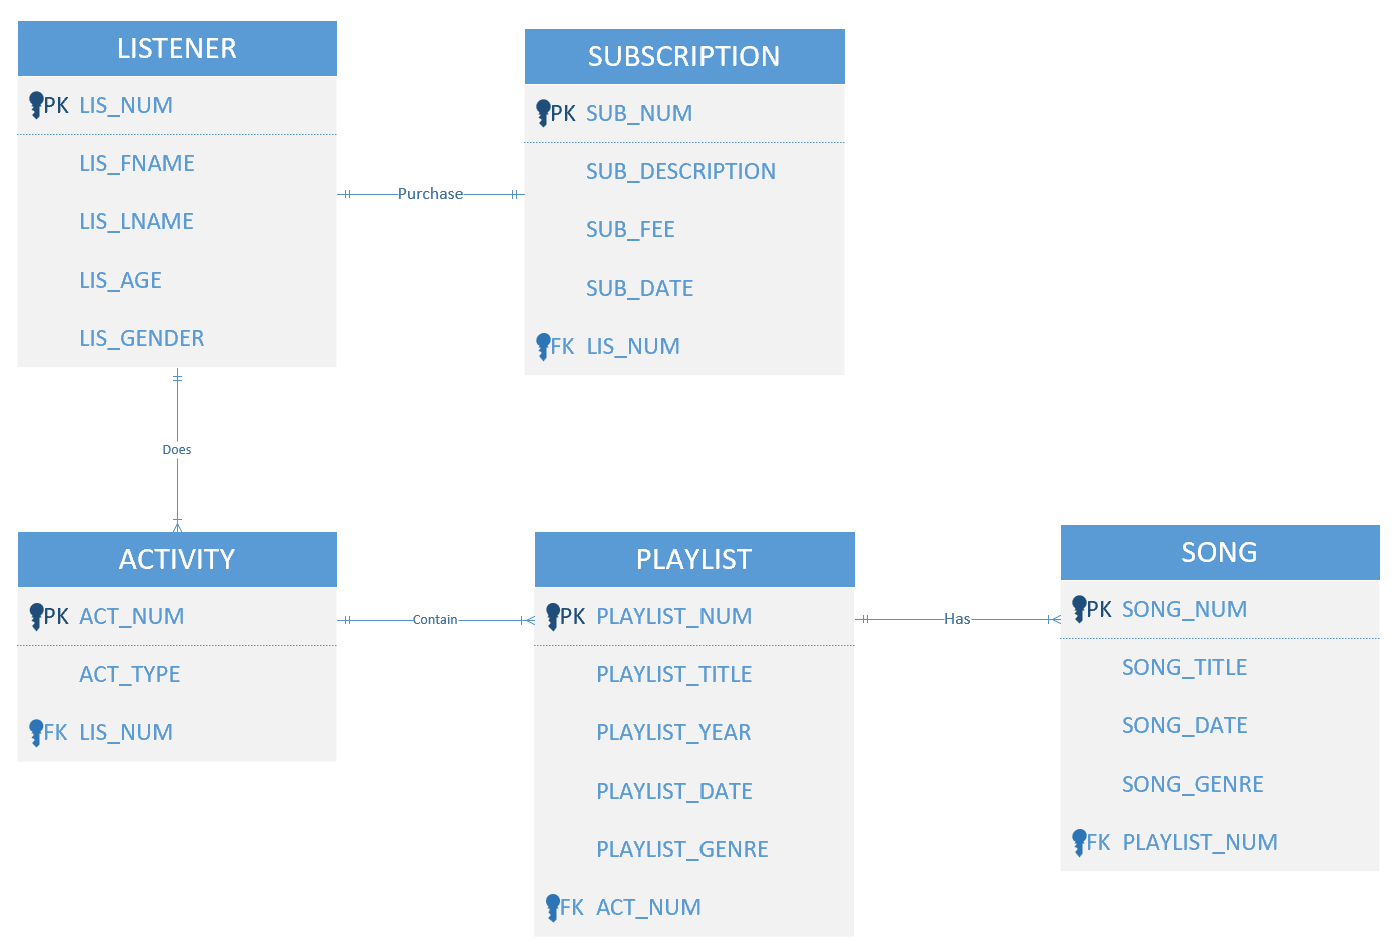 LISTENER
PK LIS_NUM
LIS_FNAME
LIS_LNAME
LIS_AGE
LIS_GENDER
Purchase
SUBSCRIPTION
PK SUB_NUM
SUB_DESCRIPTION
SUB_FEE
SUB_DATE
FK LIS_NUM
Does
ACTIVITY
PK ACT_NUM
ACT_TYPE
FK LIS_NUM
Contain
PLAYLIST
PK PLAYLIST_NUM
PLAYLIST_TITLE
PLAYLIST_YEAR
PLAYLIST_DATE
PLAYLIST_GENRE
FK ACT_NUM
Has
SONG
PK SONG_NUM
SONG_TITLE
SONG_DATE
SONG_GENRE
FK PLAYLIST_NUM